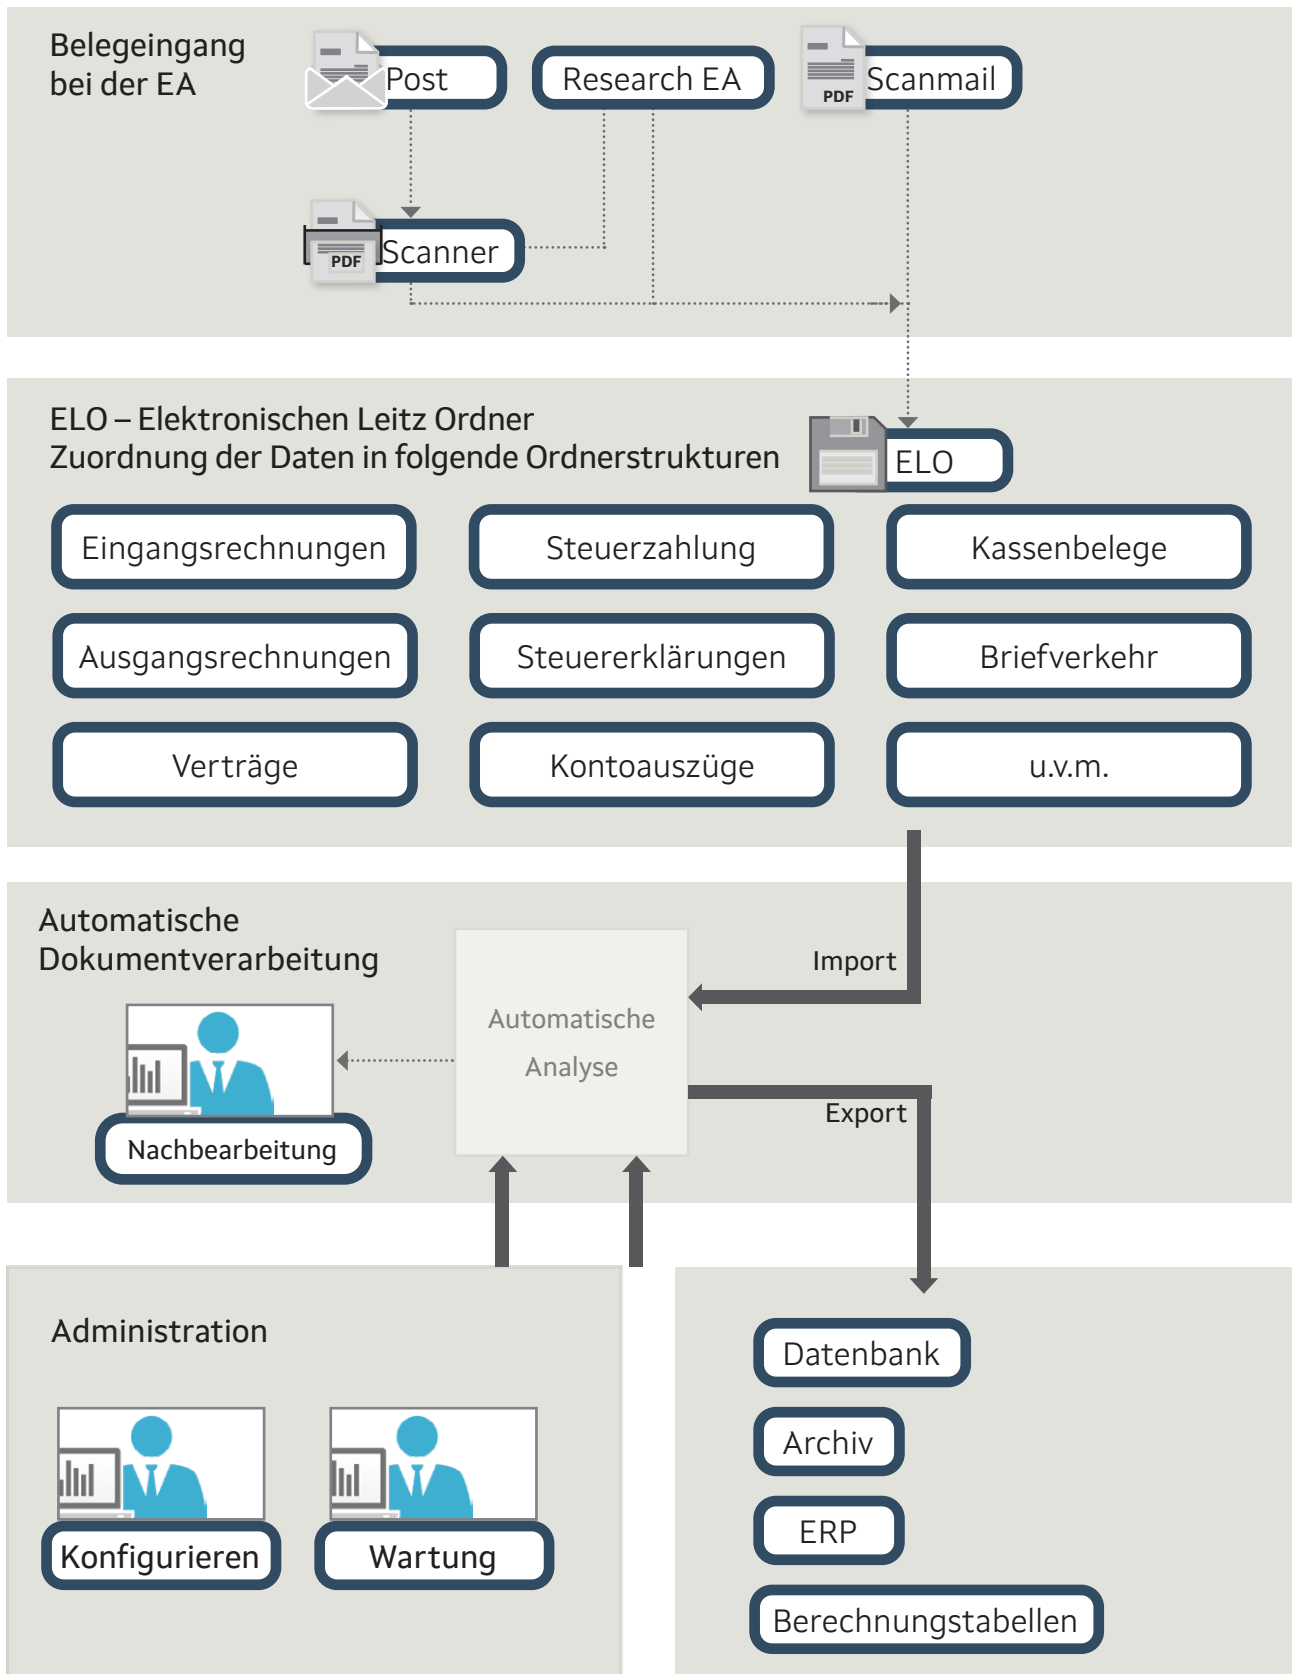 Belegeingang
bei der EA
Post
Research EA
PDF
Scanmail
PDF
Scanner
ELO – Elektronischen Leitz Ordner
Zuordnung der Daten in folgende Ordnerstrukturen
ELO
Eingangsrechnungen
Steuerzahlung
Kassenbelege
Ausgangsrechnungen
Steuererklärungen
Briefverkehr
Verträge
Kontoauszüge
u.v.m.
Automatische
Dokumentverarbeitung
Import
Automatische
Analyse
Export
Nachbearbeitung
Administration
Konfigurieren
Wartung
Datenbank
Archiv
ERP
Berechnungstabellen